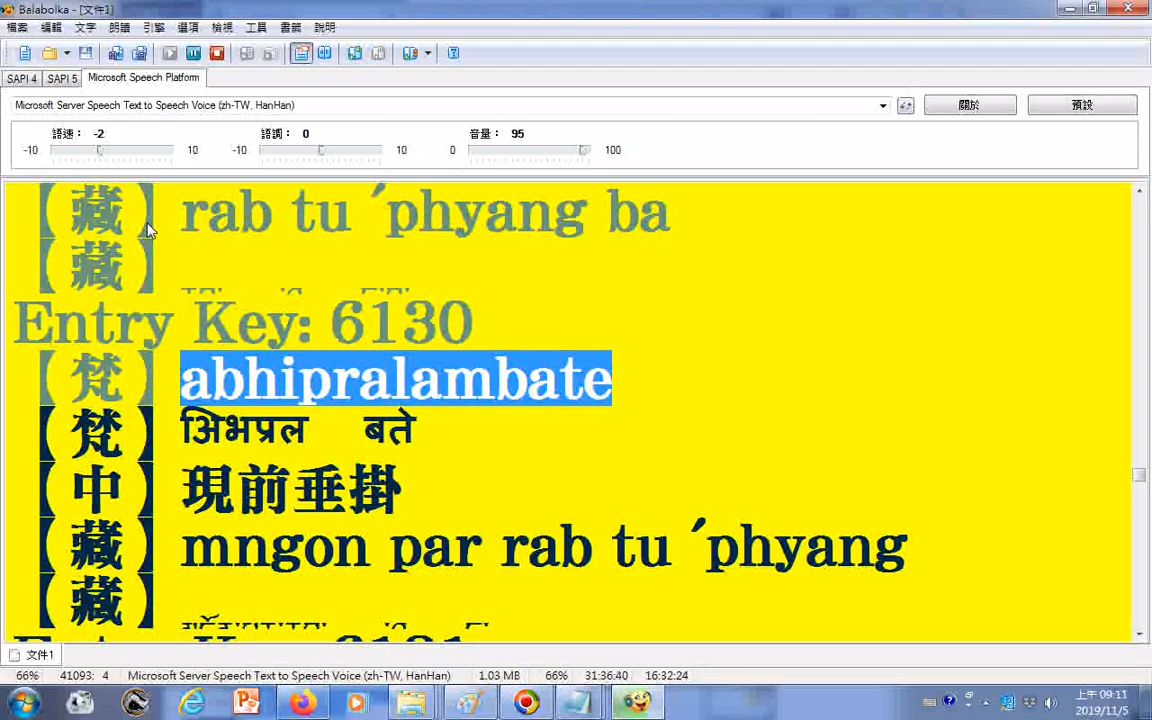 Balabolka - [文件1]
檔案 編輯 文字 朗讀 引擎 選項 檢視 工具 書籤 說明
SAPI 4 SAPI 5 Microsoft Speech Platform
Microsoft Server Speech Text to Speech Voice (zh-TW, HanHan) 關於 預設
語速： -2 語調： 0 音量： 95
-10 10 -10 10 0 100
【 藏 】 rab tu ′phyang ba
【 藏 】
Entry Key: 6130
【 梵 】 abhipralambate
【 梵 】 अभिप्रल बते
【 中 】 現前垂掛
【 藏 】 mngon par rab tu ′phyang
【 藏 】
Entry Key: 6131
文件1
66% 41093: 4 Microsoft Server Speech Text to Speech Voice (zh-TW, HanHan) 1.03 MB 66% 31:36:40 16:32:24
上午 09:11
2019/11/5